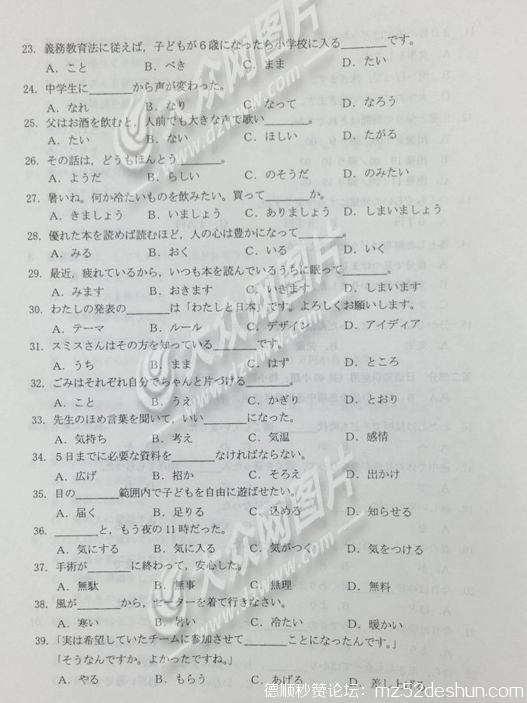 23. 義務教育法に従えば，子どもが６歳になったら小学校に入る________です。
A. こと B. べき C. まま D. たい
24. 中学生に________から声が変わった。
A. なれ B. なり C. なって D. なろう
25. 父はお酒を飲むと，人前でも大きな声で歌い________。
A. たい B. ない C. ほしい D. たがる
26. その話は，どうもほんとう________。
A. ようだ B. らしい C. のそうだ D. のみたい
27. 暑いね。何か冷たいものを飲みたい。買って________か。
A. きましょう B. いましょう C. ありましょう D. しまいましょう
28. 優れた本を読めば読むほど，人の心は豊かになって________。
A. みる B. おく C. いる D. いく
29. 最近，疲れているから，いつも本を読んでいるうちに眠って________。
A. みます B. おきます C. いきます D. しまいます
30. わたしの発表の________は「わたしと日本」です。よろしくお願いします。
A. テーマ B. ルール C. デザイン D. アイディア
31. スミスさんはその方を知っている________です。
A. うち B. まま C. はず D. ところ
32. ごみはそれぞれ自分でちゃんと片づける________。
A. こと B. うえ C. かぎり D. とおり
33. 先生のほめ言葉を聞いて，いい________になった。
A. 気持ち B. 考え C. 気温 D. 感情
34. ５日までに必要な資料を________なければならない。
A. 広げ B. 招か C. そろえ D. 出かけ
35. 目の________範囲内で子どもを自由に遊ばせたい。
A. 届く B. 足りる C. 込める D. 知らせる
36. ________と，もう夜の11時だった。
A. 気にする B. 気に入る C. 気がつく D. 気をつける
37. 手術が________に終わって，安心した。
A. 無駄 B. 無事 C. 無理 D. 無料
38. 風が________から，セーターを着て行きなさい。
A. 寒い B. 暑い C. 冷たい D. 暖かい
39. 「実は希望していたチームに参加させて________ことになったんです。」
「そうなんですか。よかったですね。」
A. やる B. もらう C. あげる D. 差し上げる
大众网图片
德顺秒赞论坛：mz52deshun.com